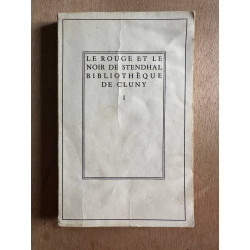 LE ROUGE ET LE
NOIR DE STENDHAL
BIBLIOTHÈQUE
DE CLUNY
I